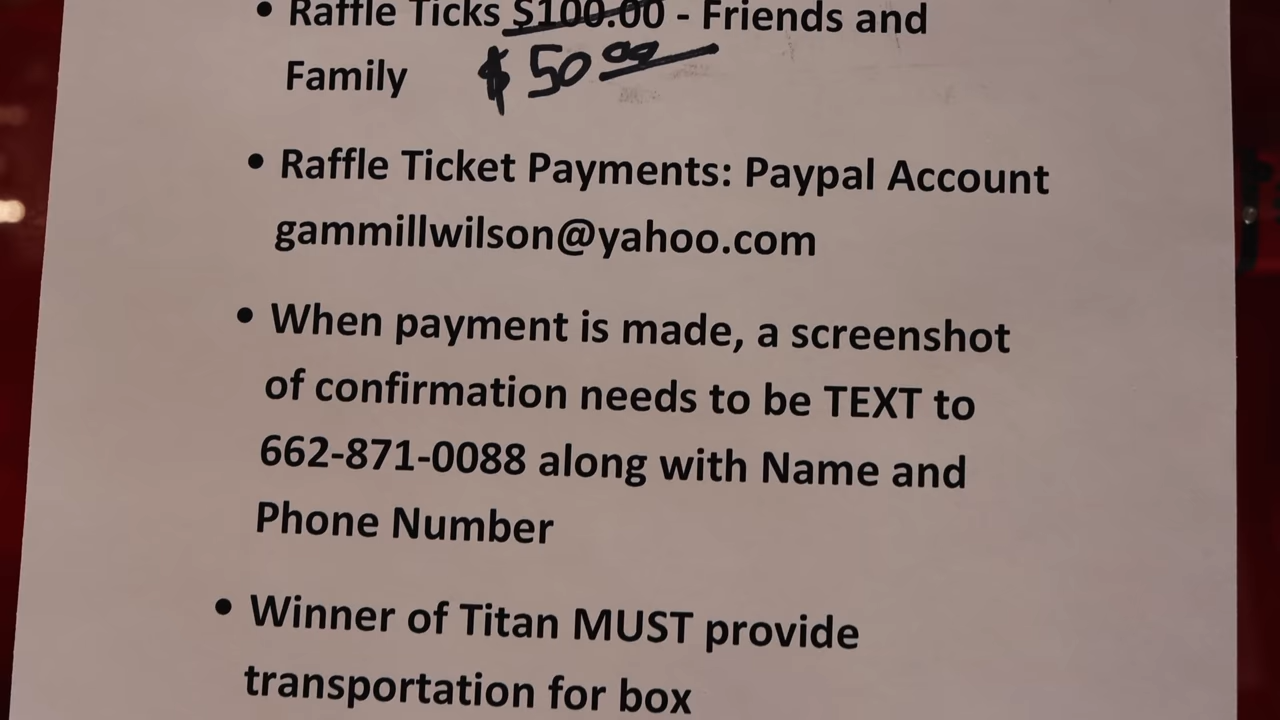 • Raffle Ticks $100.00 - Friends and
Family $50.00
• Raffle Ticket Payments: Paypal Account
gammillwilson@yahoo.com
• When payment is made, a screenshot
of confirmation needs to be TEXT to
662-871-0088 along with Name and
Phone Number
• Winner of Titan MUST provide
transportation for box